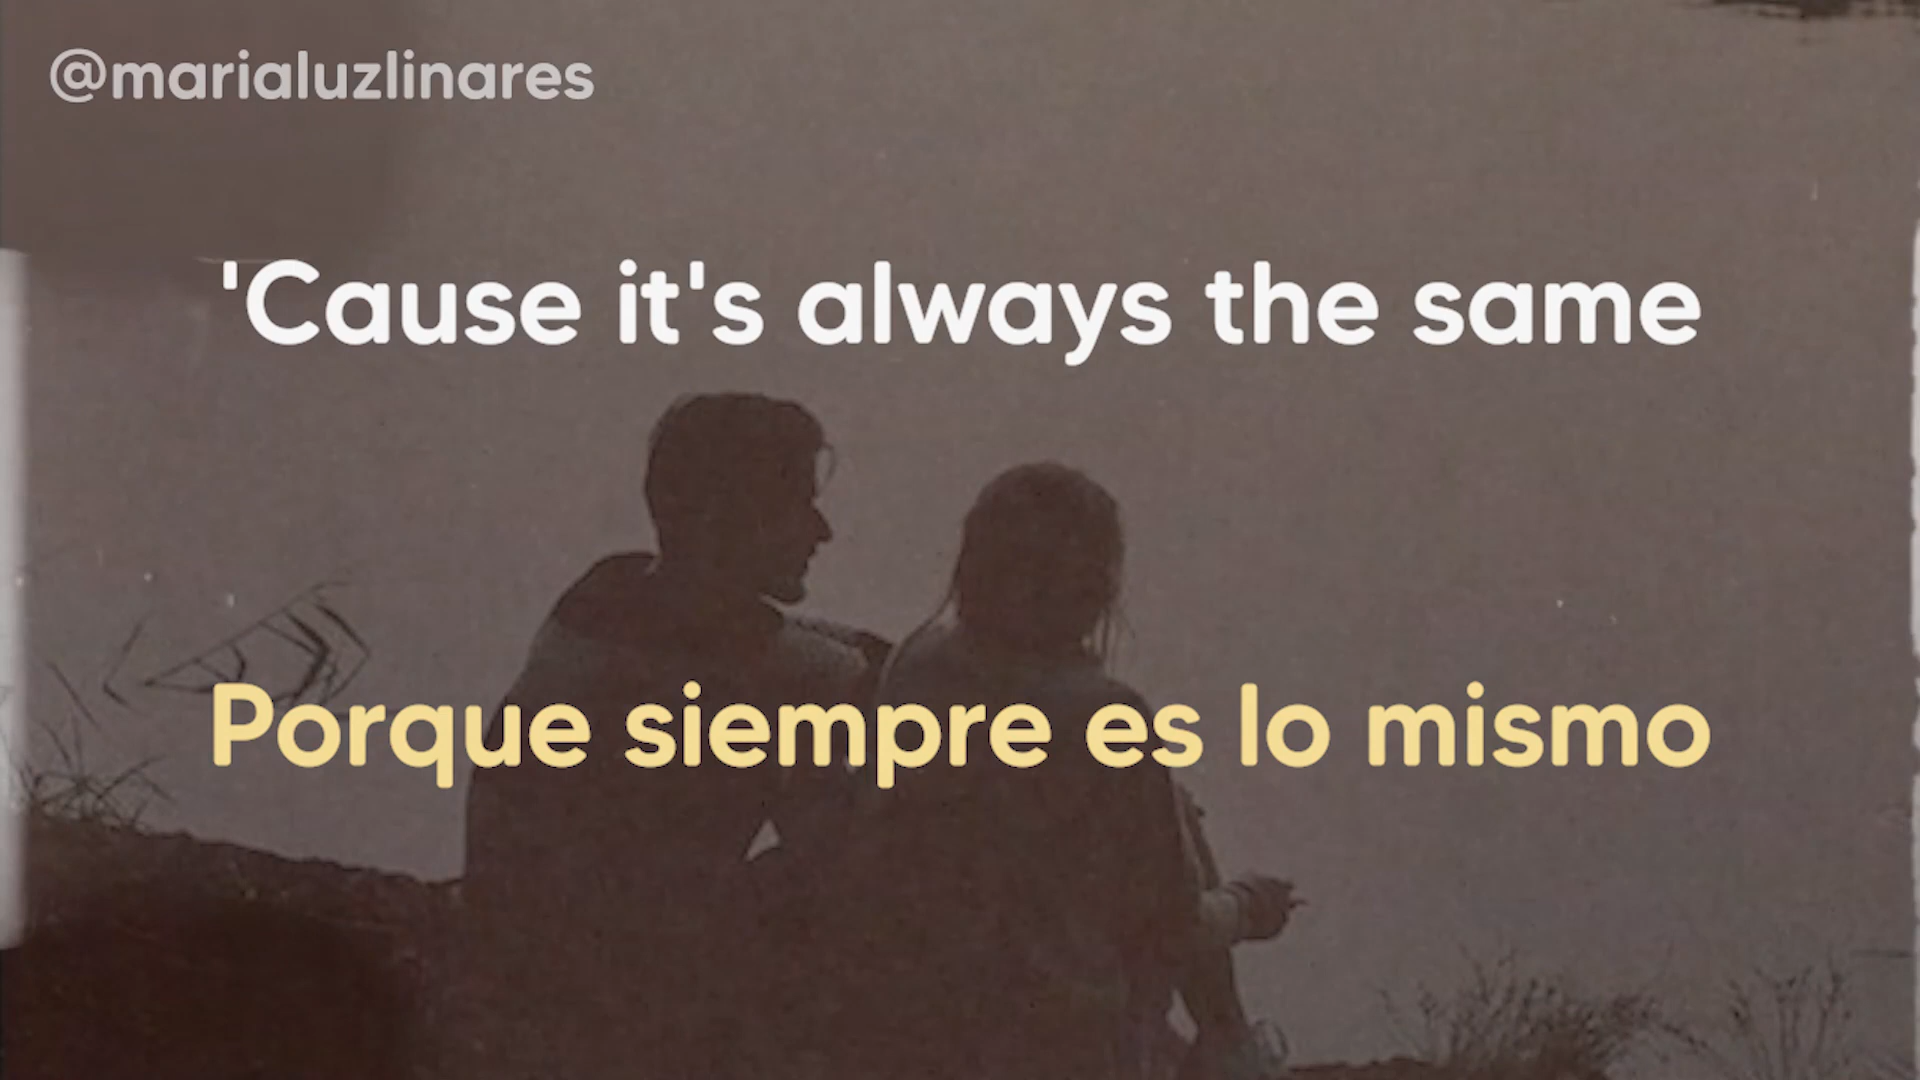 @marialuzlinares
'Cause it's always the same
Porque siempre es lo mismo